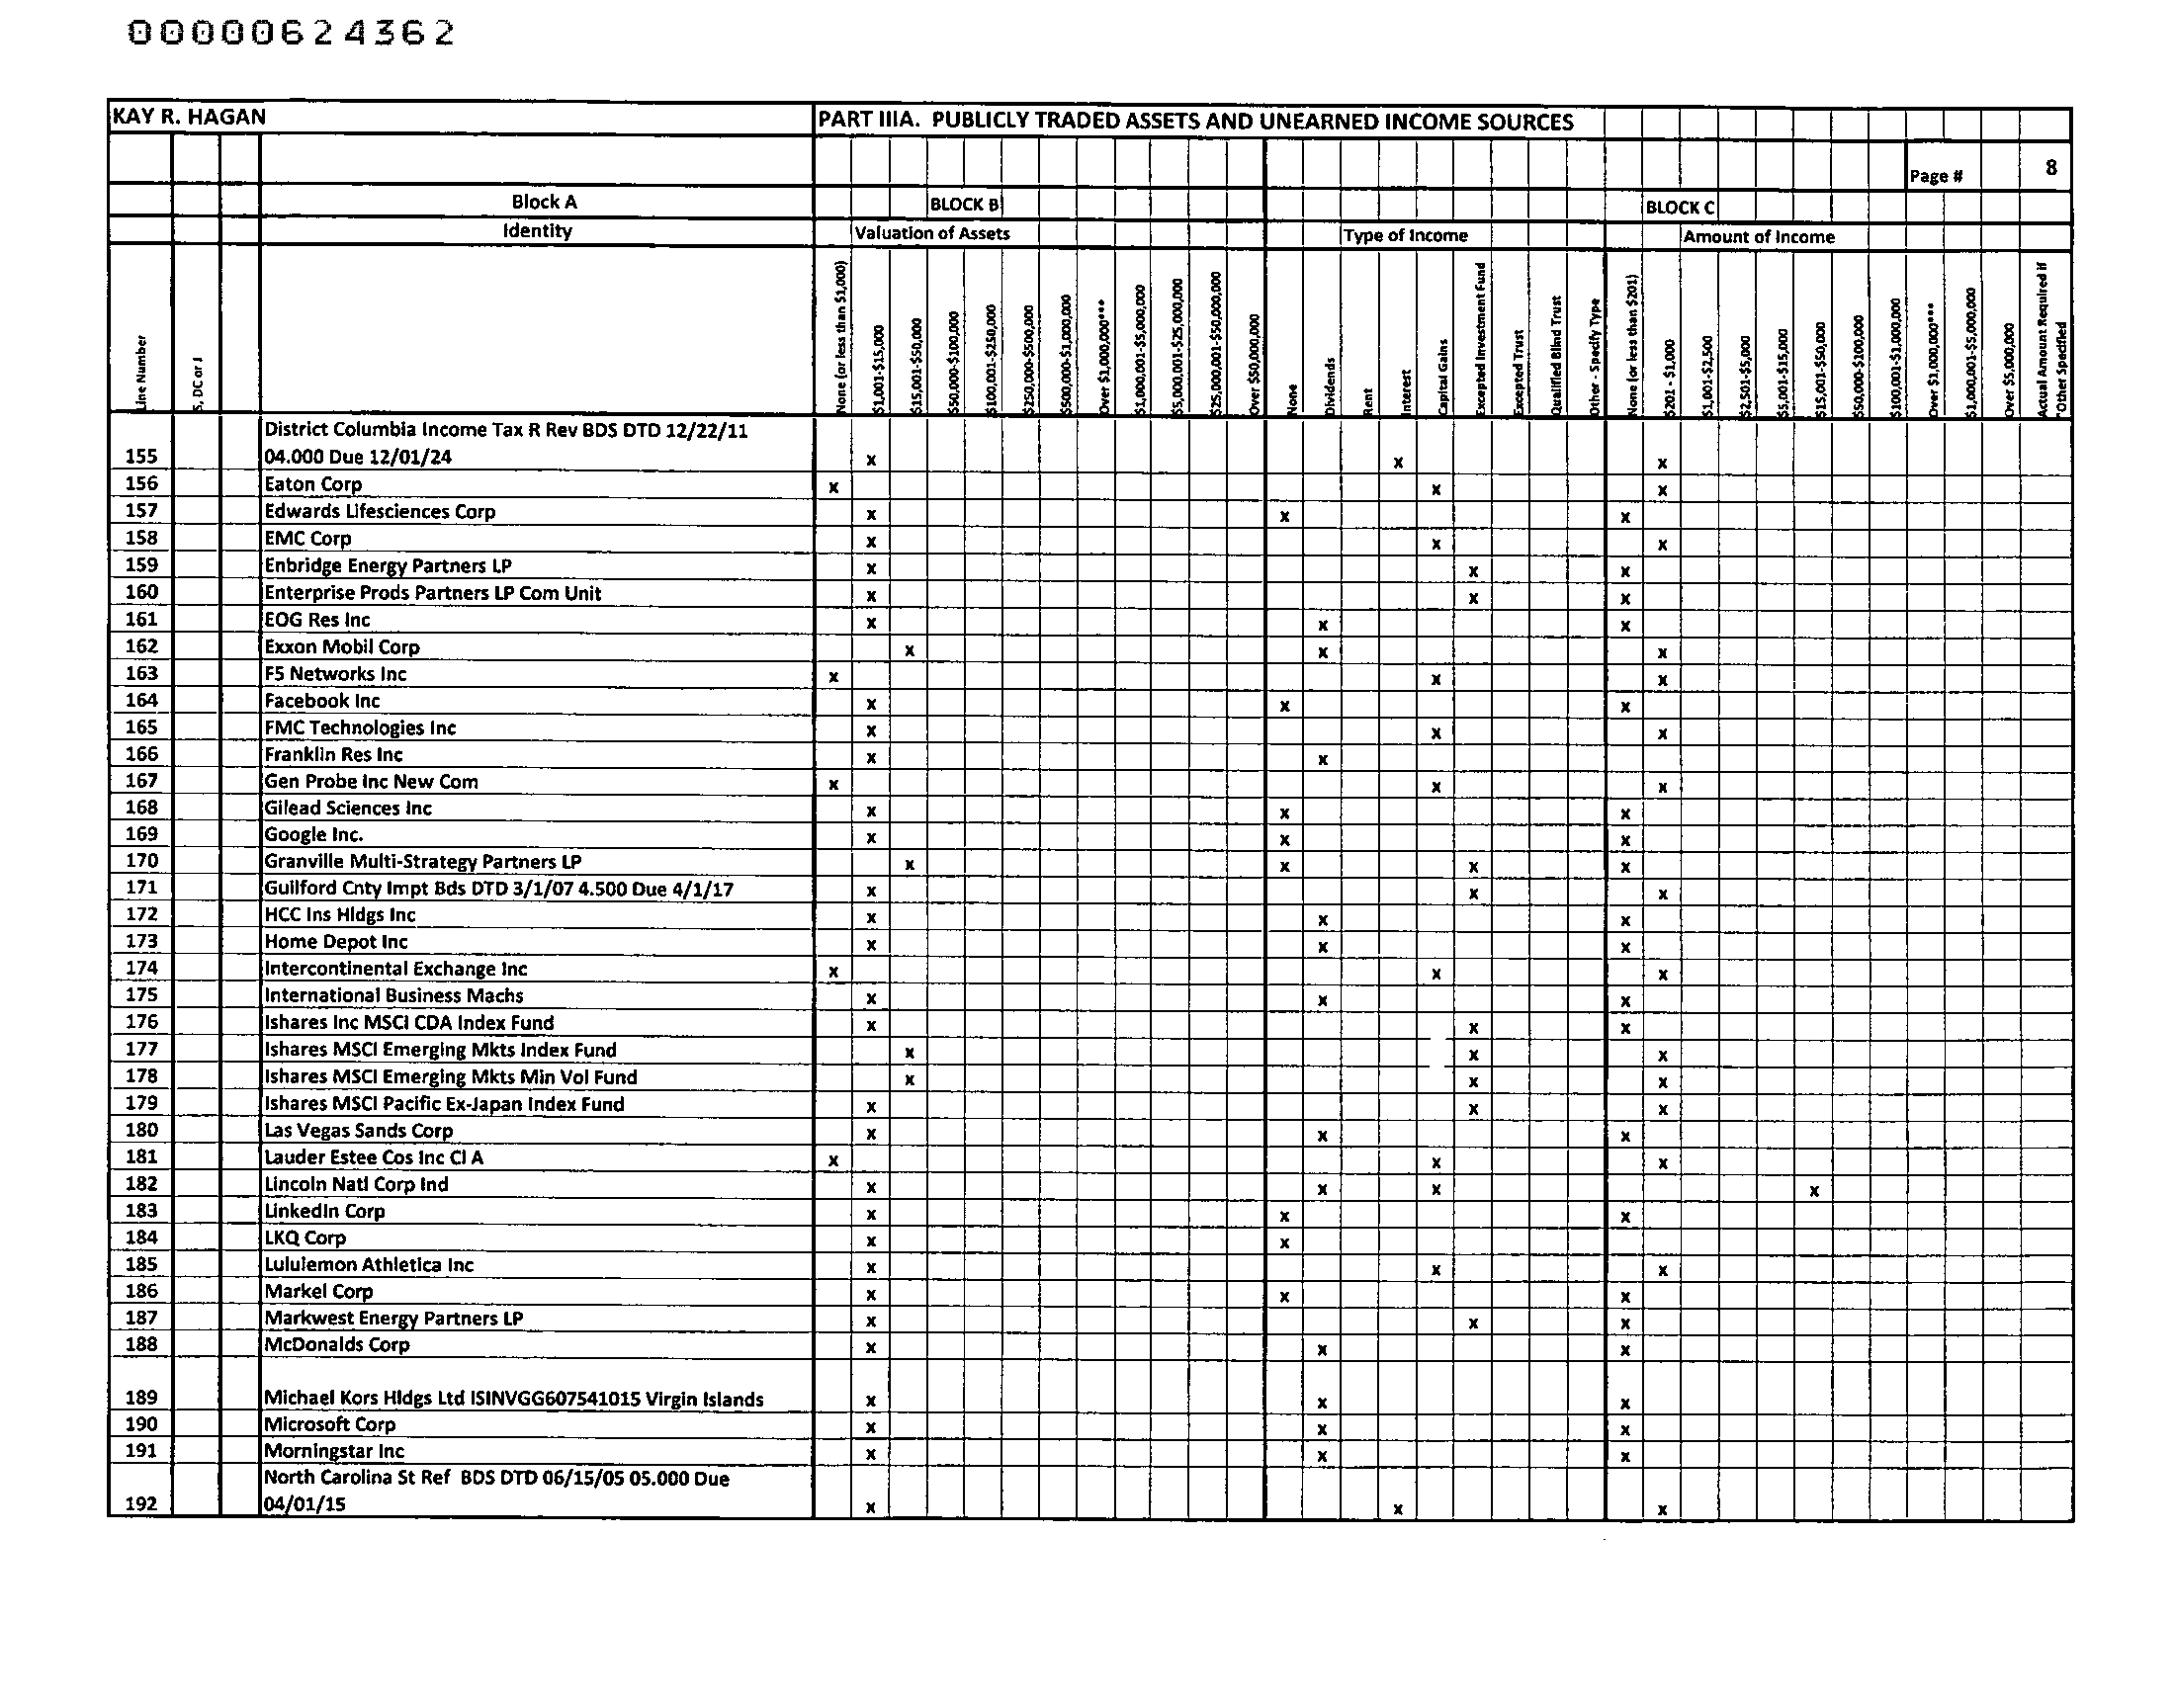 00000624362
KAY R. HAGAN PART IIIA. PUBLICLY TRADED ASSETS AND UNEARNED INCOME SOURCES
Page # 8
Block A BLOCK B BLOCK C
Identity Valuation of Assets Type of Income Amount of Income
Line Number
S, DC or J
None (or less than $1,000)
$1,001-$15,000
$15,001-$50,000
$50,000-$100,000
$100,001-$250,000
$250,000-$500,000
$500,000-$1,000,000
Over $1,000,000***
$1,000,001-$5,000,000
$5,000,001-$25,000,000
$25,000,001-$50,000,000
Over $50,000,000
None
Dividends
Rent
Interest
Capital Gains
Excepted Investment Fund
Excepted Trust
Qualified Blind Trust
Other - Specify Type
None (or less than $201)
$201 - $1,000
$1,001-$2,500
$2,501-$5,000
$5,001-$15,000
$15,001-$50,000
$50,000-$100,000
$100,001-$1,000,000
Over $1,000,000***
$1,000,001-$5,000,000
Over $5,000,000
Actual Amount Required if
"Other Specified
District Columbia Income Tax R Rev BDS DTD 12/22/11
155 04.000 Due 12/01/24 x x x
156 Eaton Corp x x x
157 Edwards Lifesciences Corp x x x
158 EMC Corp x x x
159 Enbridge Energy Partners LP x x x
160 Enterprise Prods Partners LP Com Unit x x x
161 EOG Res Inc x x x
162 Exxon Mobil Corp x x x
163 F5 Networks Inc x x x
164 Facebook Inc x x x
165 FMC Technologies Inc x x x
166 Franklin Res Inc x x
167 Gen Probe Inc New Com x x x
168 Gilead Sciences Inc x x x
169 Google Inc. x x x
170 Granville Multi-Strategy Partners LP x x x x
171 Guilford Cnty Impt Bds DTD 3/1/07 4.500 Due 4/1/17 x x x
172 HCC Ins Hldgs Inc x x x
173 Home Depot Inc x x x
174 Intercontinental Exchange Inc x x x
175 International Business Machs x x x
176 Ishares Inc MSCI CDA Index Fund x x x
177 Ishares MSCI Emerging Mkts Index Fund x x x
178 Ishares MSCI Emerging Mkts Min Vol Fund x x x
179 Ishares MSCI Pacific Ex-Japan Index Fund x x x
180 Las Vegas Sands Corp x x x
181 Lauder Estee Cos Inc Cl A x x x
182 Lincoln Natl Corp Ind x x x x
183 LinkedIn Corp x x x
184 LKQ Corp x x
185 Lululemon Athletica Inc x x x
186 Markel Corp x x x
187 Markwest Energy Partners LP x x x
188 McDonalds Corp x x x
189 Michael Kors Hldgs Ltd ISINVGG607541015 Virgin Islands x x x
190 Microsoft Corp x x x
191 Morningstar Inc x x x
North Carolina St Ref BDS DTD 06/15/05 05.000 Due
192 04/01/15 x x x